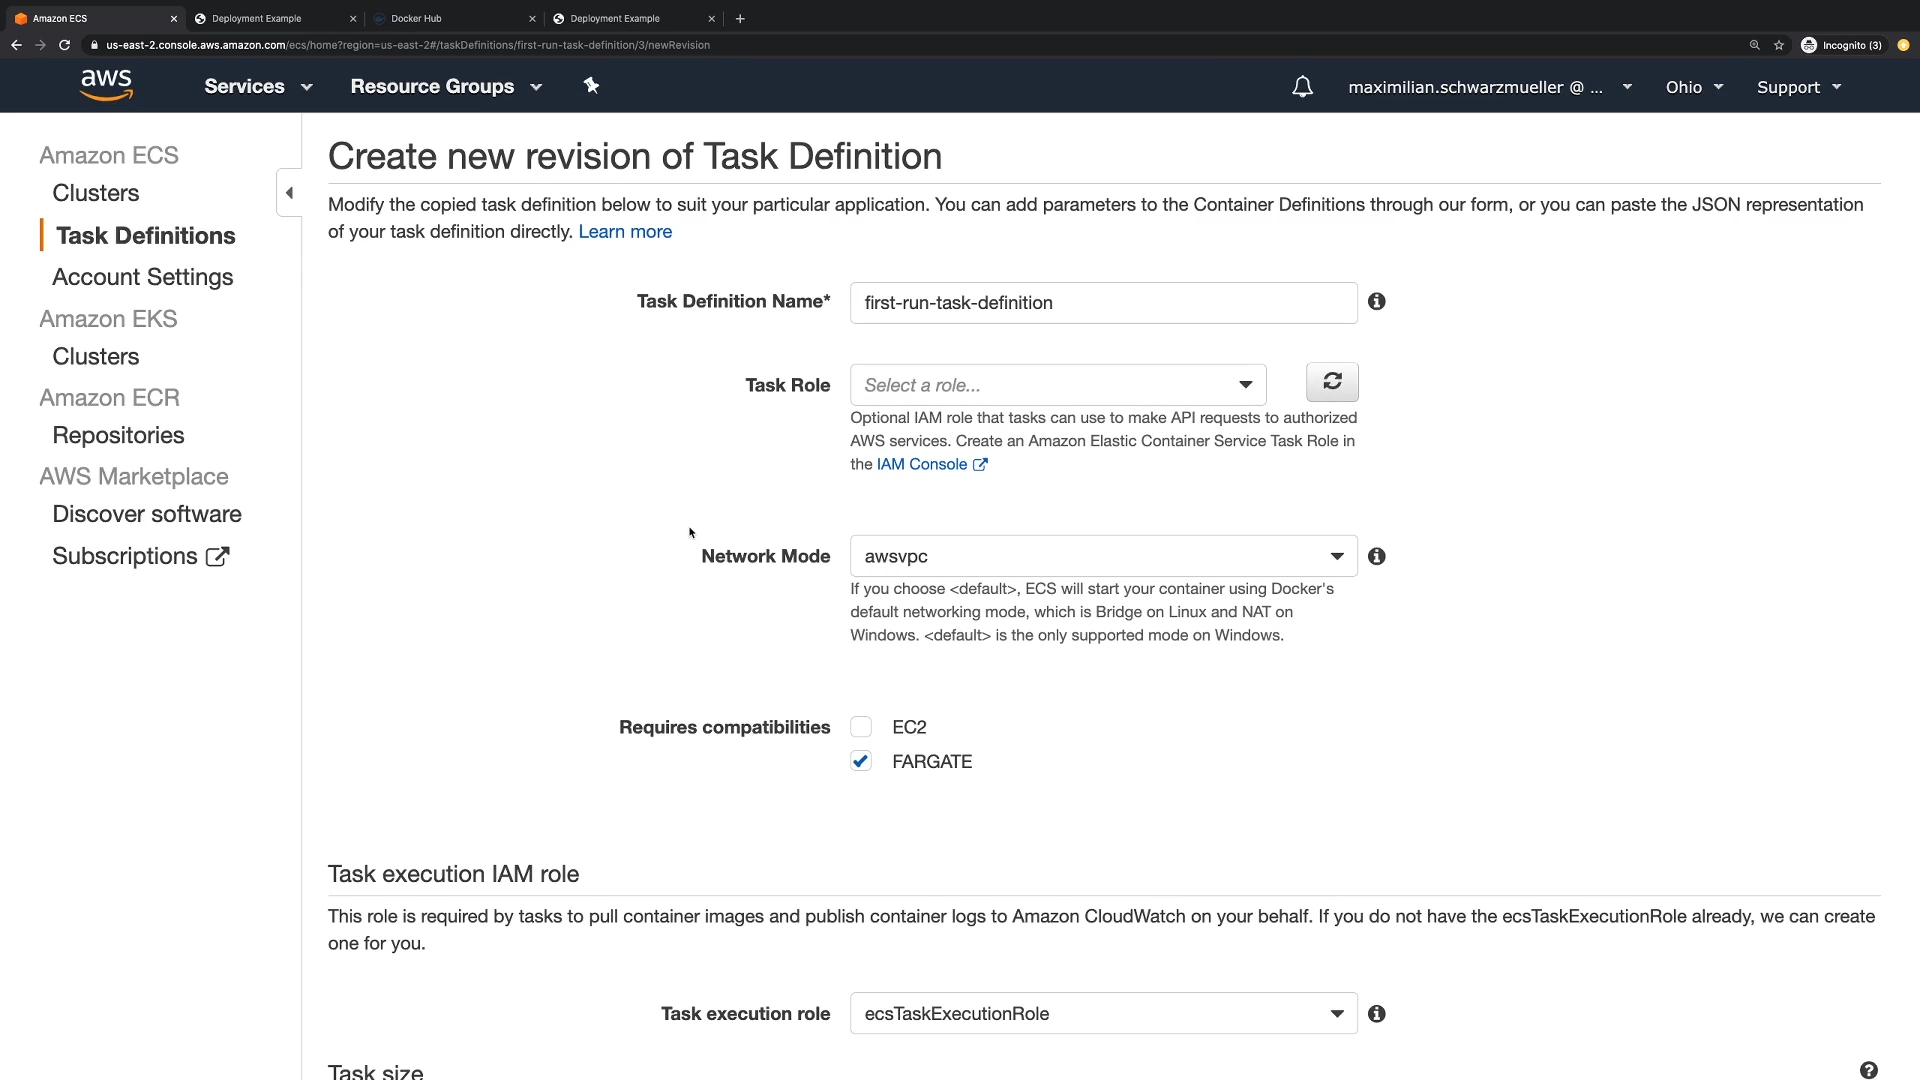 Amazon ECS
Deployment Example
Docker Hub
Deployment Example
us-east-2.console.aws.amazon.com/ecs/home?region=us-east-2#/taskDefinitions/first-run-task-definition/3/newRevision
Incognito (3)
aws
Services
Resource Groups
maximilian.schwarzmueller @ ...
Ohio
Support
Amazon ECS
Clusters
Task Definitions
Account Settings
Amazon EKS
Clusters
Amazon ECR
Repositories
AWS Marketplace
Discover software
Subscriptions
Create new revision of Task Definition
Modify the copied task definition below to suit your particular application. You can add parameters to the Container Definitions through our form, or you can paste the JSON representation
of your task definition directly. Learn more
Task Definition Name*
first-run-task-definition
Task Role
Select a role...
Optional IAM role that tasks can use to make API requests to authorized
AWS services. Create an Amazon Elastic Container Service Task Role in
the IAM Console
Network Mode
awsvpc
If you choose <default>, ECS will start your container using Docker's
default networking mode, which is Bridge on Linux and NAT on
Windows. <default> is the only supported mode on Windows.
Requires compatibilities
EC2
FARGATE
Task execution IAM role
This role is required by tasks to pull container images and publish container logs to Amazon CloudWatch on your behalf. If you do not have the ecsTaskExecutionRole already, we can create
one for you.
Task execution role
ecsTaskExecutionRole
Task size